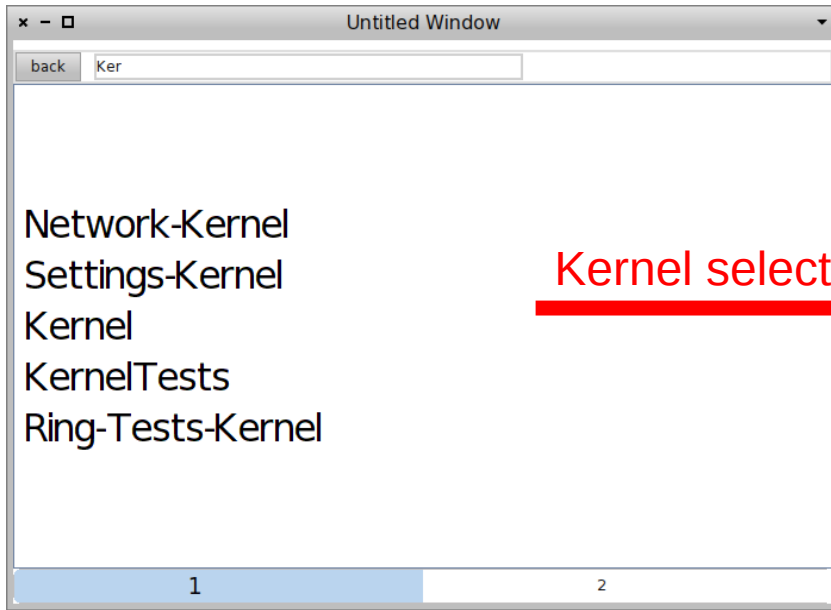 Untitled Window
back
Ker
Network-Kernel
Settings-Kernel
Kernel select
Kernel
KernelTests
Ring-Tests-Kernel
1
2